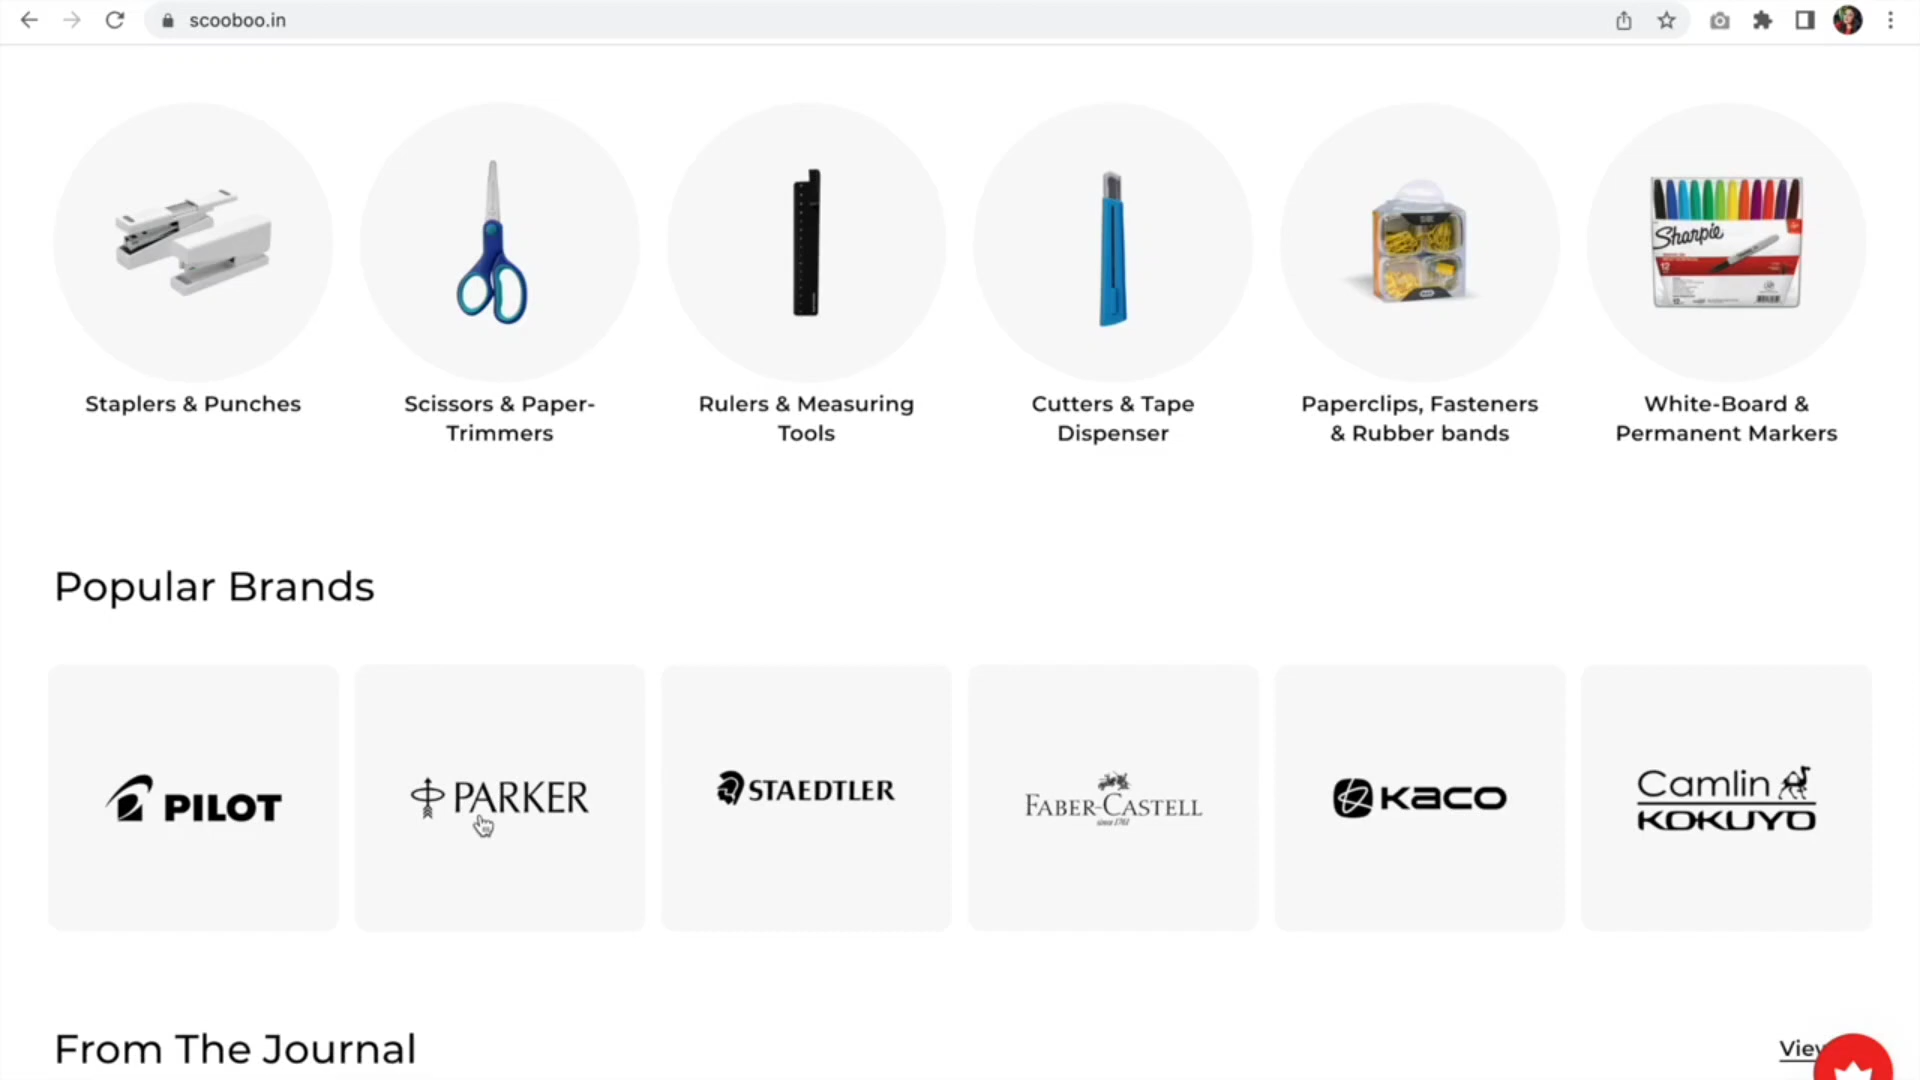 scooboo.in
Sharpie
Staplers & Punches
Scissors & Paper-
Trimmers
Rulers & Measuring
Tools
Cutters & Tape
Dispenser
Paperclips, Fasteners
& Rubber bands
White-Board &
Permanent Markers
Popular Brands
PILOT
PARKER
STAEDTLER
FABER-CASTELL
since 1761
KACO
Camlin
KOKUYO
From The Journal
View